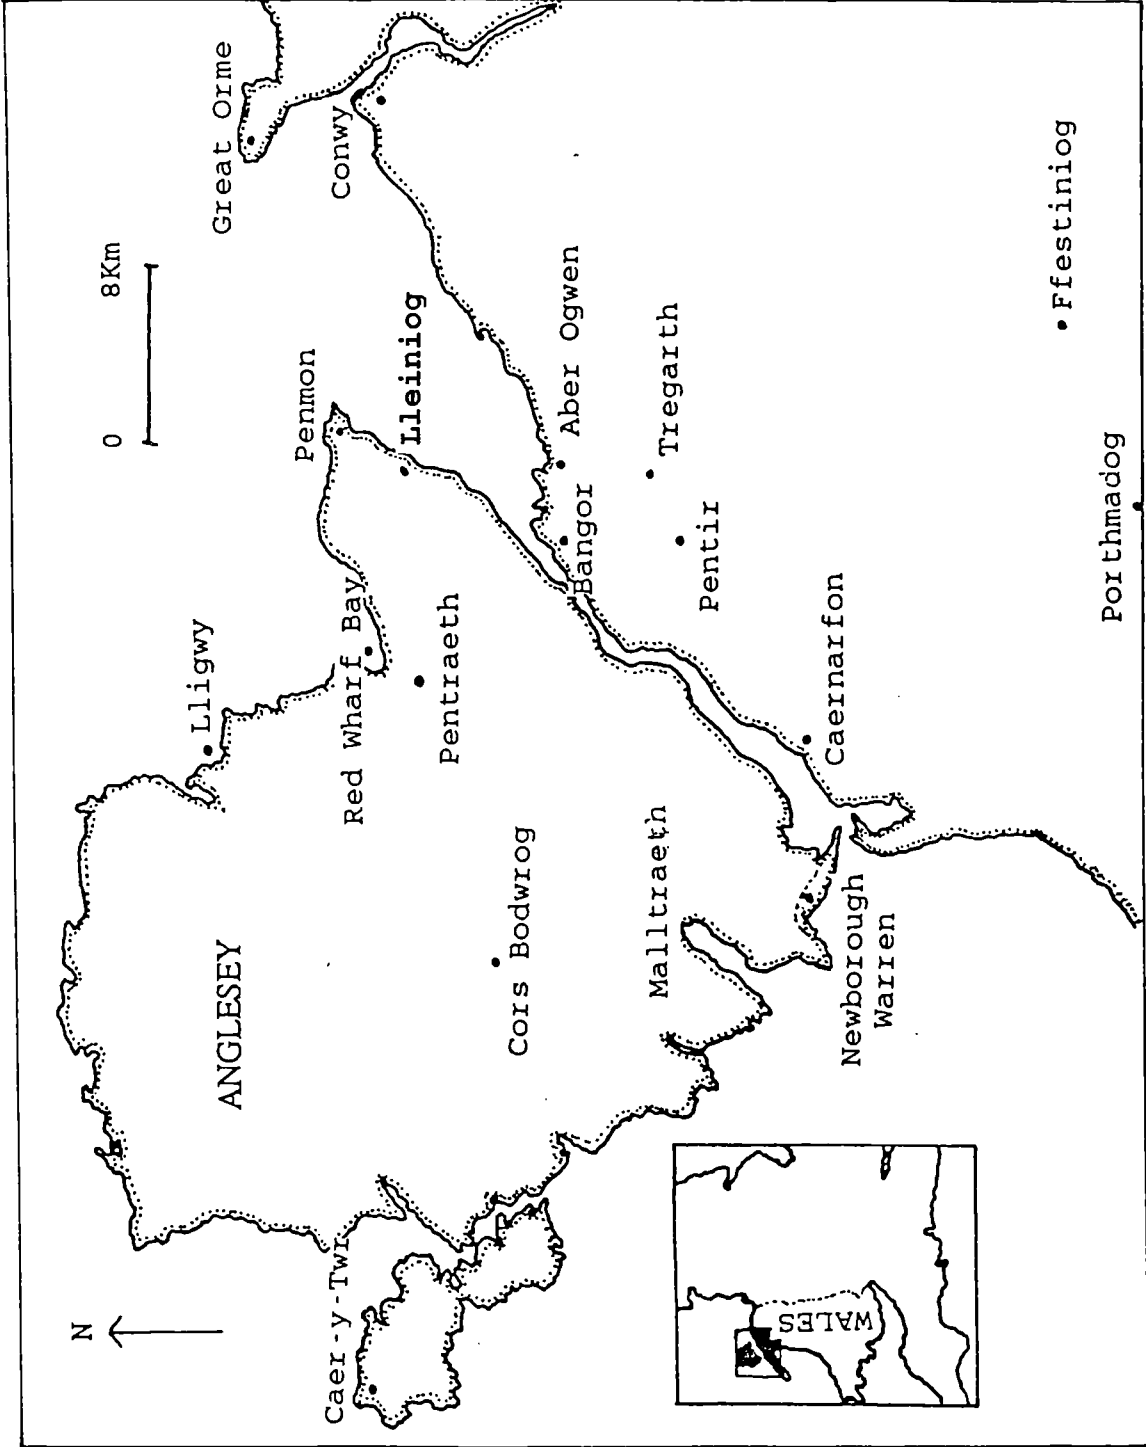 N
0 8Km
Great Orme
Conwy
Penmon
Lleiniog
Lligwy
Red Wharf Bay
Pentraeth
ANGLESEY
Caer-y-Twr
Cors Bodwrog
Aber Ogwen
Bangor
Tregarth
Pentir
Malltraeth
Caernarfon
Newborough
Warren
Ffestiniog
Porthmadog
WALES